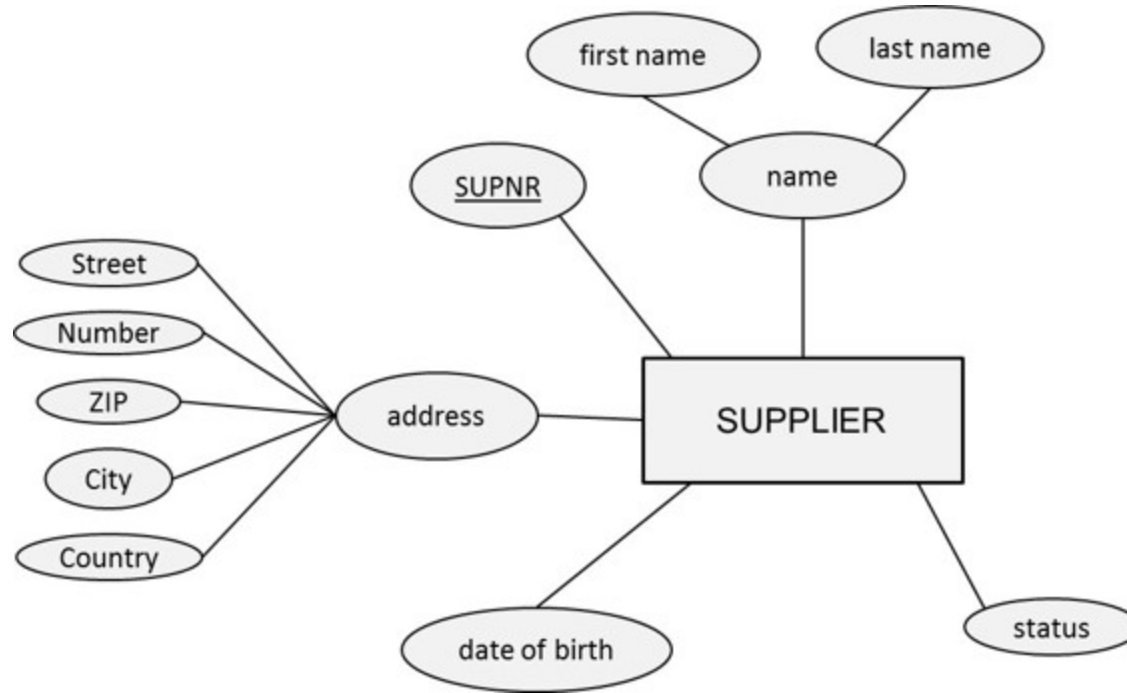 first name
last name
SUPNR
name
Street
Number
ZIP
address
SUPPLIER
City
Country
date of birth
status